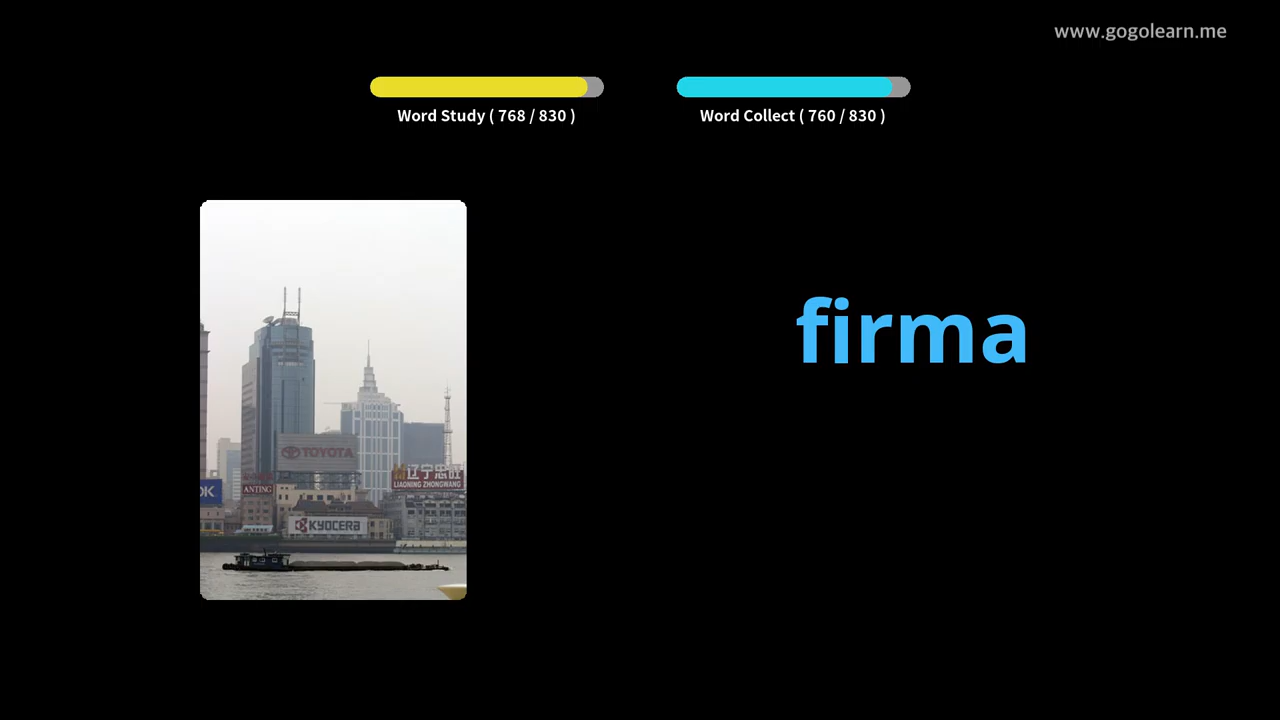 www.gogolearn.me
Word Study ( 768 / 830 )
Word Collect ( 760 / 830 )
firma
TOYOTA
辽宁忠旺
LIAONING ZHONGWANG
OK
ANTING
KYOCERA